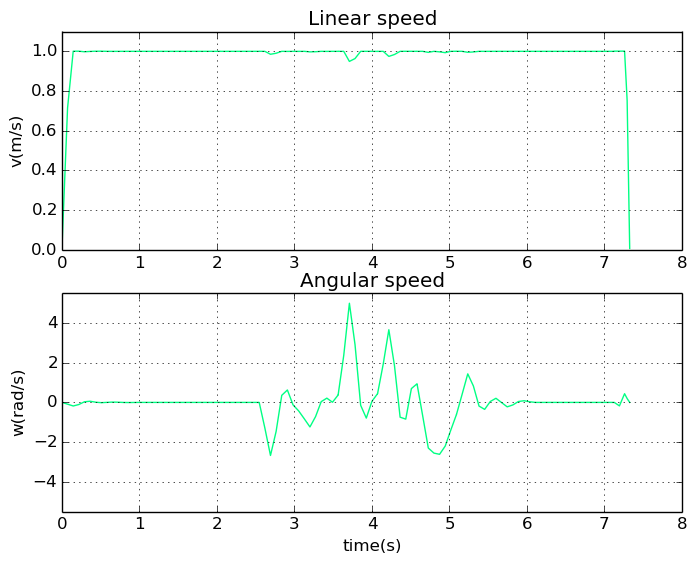 Linear speed
1.0
0.8
0.6
0.4
0.2
0.0
v(m/s)
0 1 2 3 4 5 6 7 8
Angular speed
4
2
0
−2
−4
w(rad/s)
0 1 2 3 4 5 6 7 8
time(s)